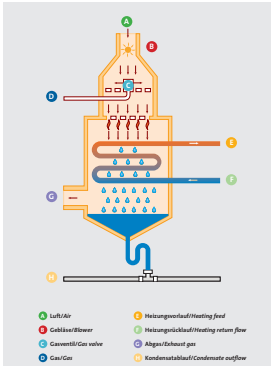 A
B
C
D
E
F
G
H
A Luft/Air
B Gebläse/Blower
C Gasventil/Gas valve
D Gas/Gas
E Heizungsvorlauf/Heating feed
F Heizungsrücklauf/Heating return flow
G Abgas/Exhaust gas
H Kondensatablauf/Condensate outflow